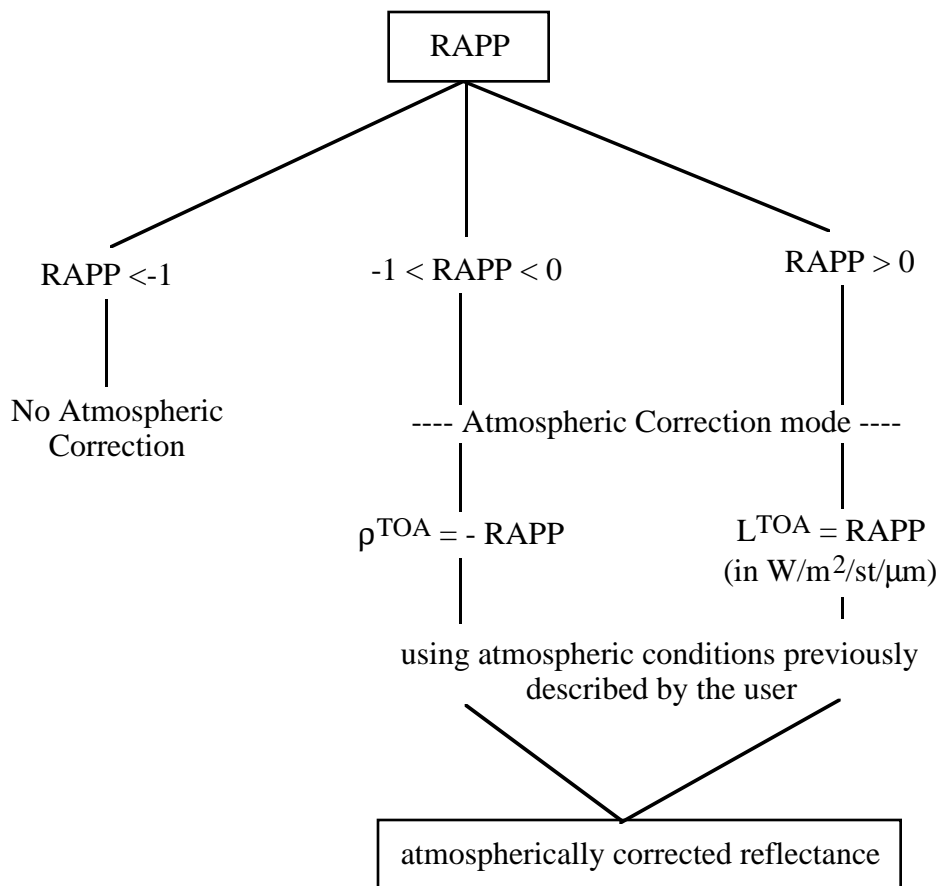 RAPP
RAPP <-1
-1 < RAPP < 0
RAPP > 0
No Atmospheric
Correction
---- Atmospheric Correction mode ----
ρTOA = - RAPP
LTOA = RAPP
(in W/m2/st/μm)
using atmospheric conditions previously
described by the user
atmospherically corrected reflectance